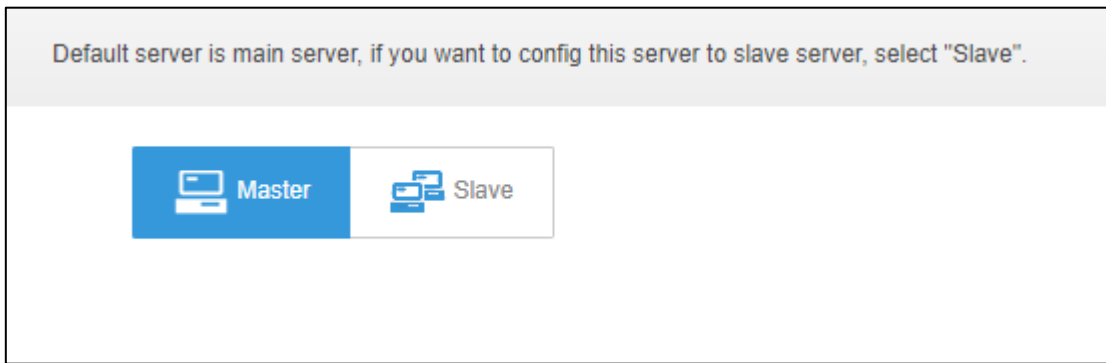 Default server is main server, if you want to config this server to slave server, select "Slave".
Master Slave